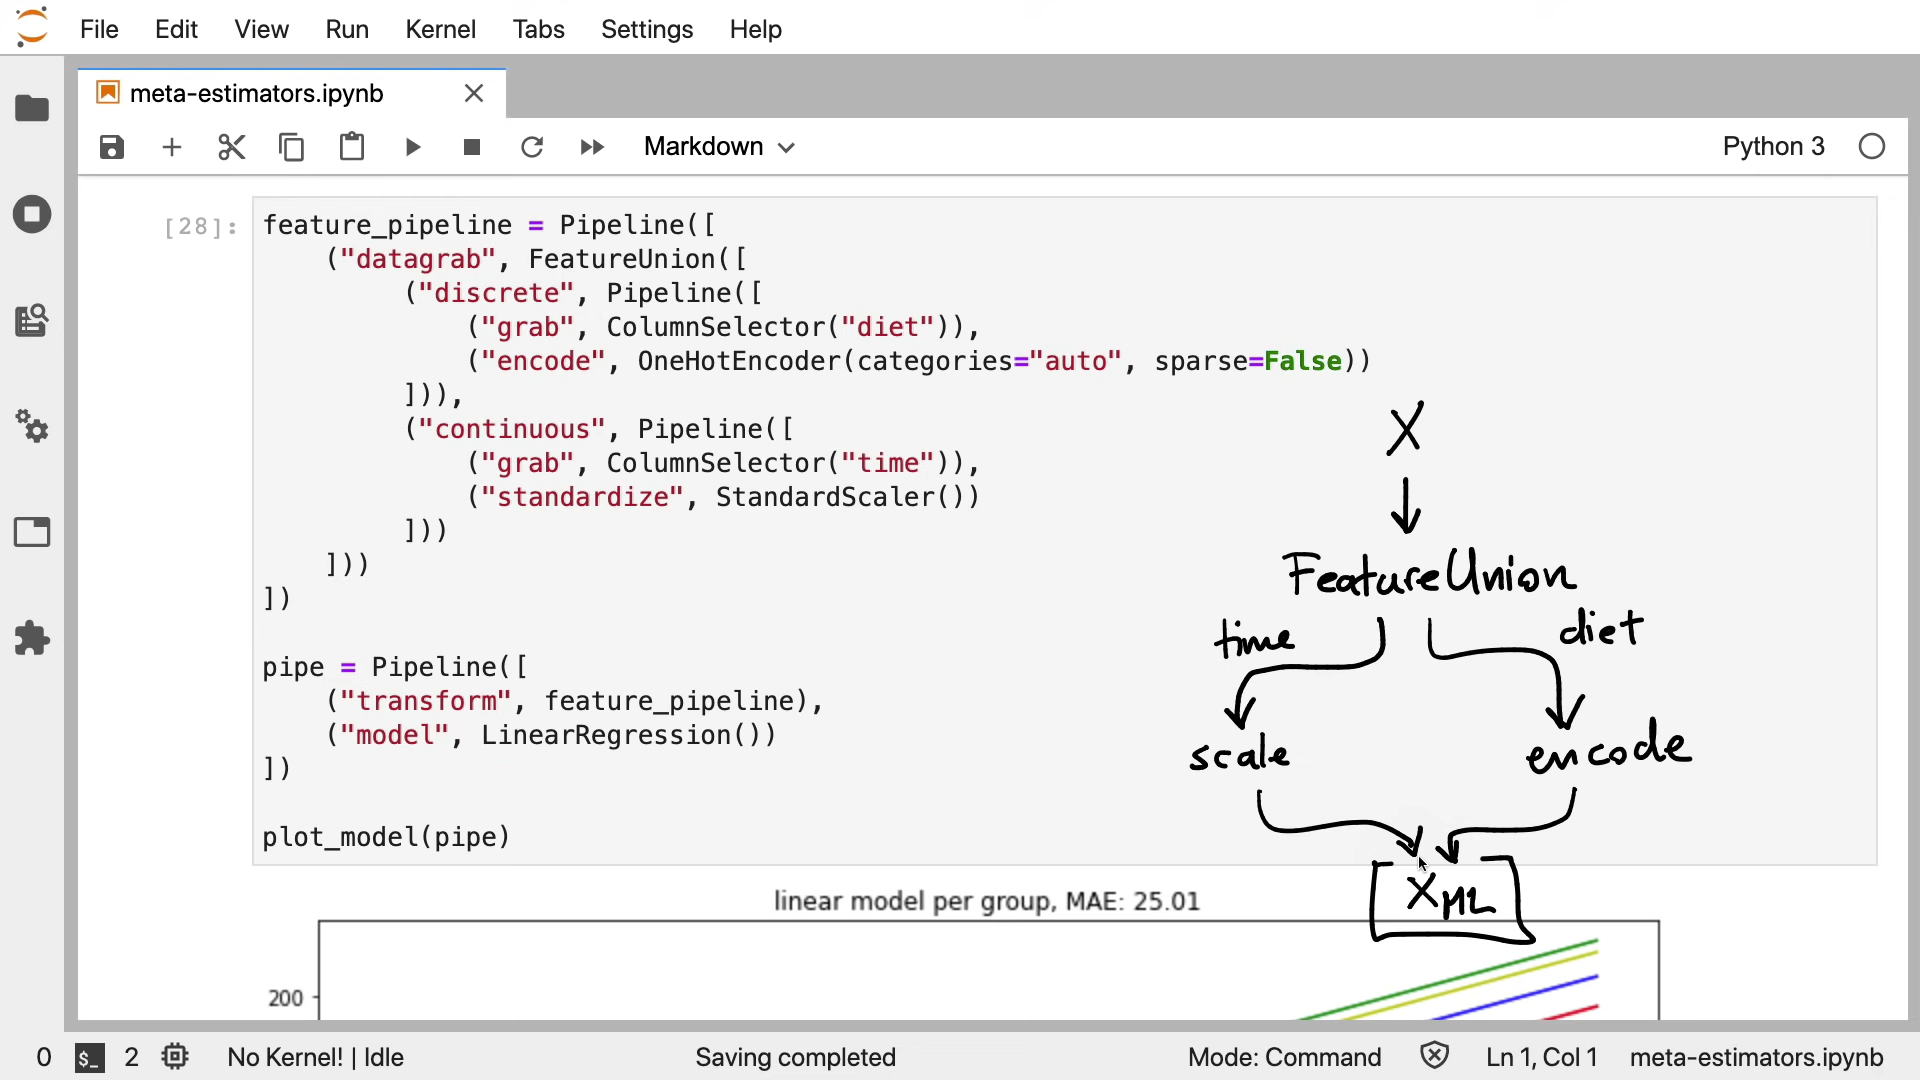 File Edit View Run Kernel Tabs Settings Help
meta-estimators.ipynb
Markdown
Python 3
[28]:
feature_pipeline = Pipeline([
("datagrab", FeatureUnion([
("discrete", Pipeline([
("grab", ColumnSelector("diet")),
("encode", OneHotEncoder(categories="auto", sparse=False))
])),
("continuous", Pipeline([
("grab", ColumnSelector("time")),
("standardize", StandardScaler())
]))
]))
])
pipe = Pipeline([
("transform", feature_pipeline),
("model", LinearRegression())
])
plot_model(pipe)
X
FeatureUnion
time diet
scale encode
XML
linear model per group, MAE: 25.01
200
0 $_ 2 No Kernel! | Idle Saving completed Mode: Command Ln 1, Col 1 meta-estimators.ipynb